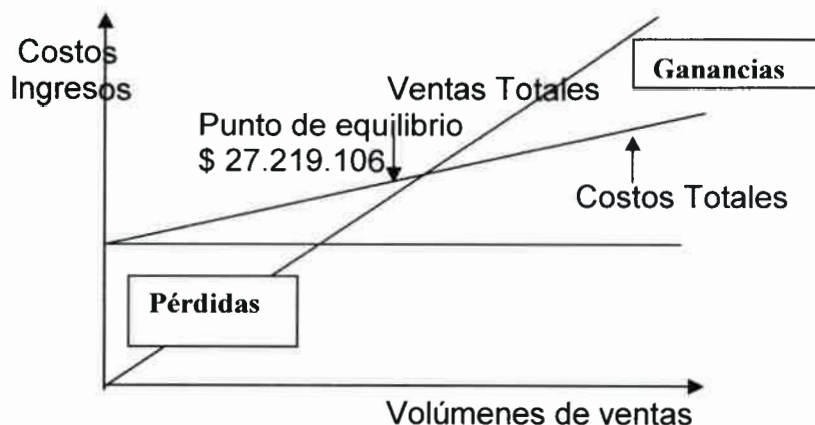 Costos
Ingresos
Ganancias
Ventas Totales
Punto de equilibrio
$ 27.219.106
Costos Totales
Pérdidas
Volúmenes de ventas